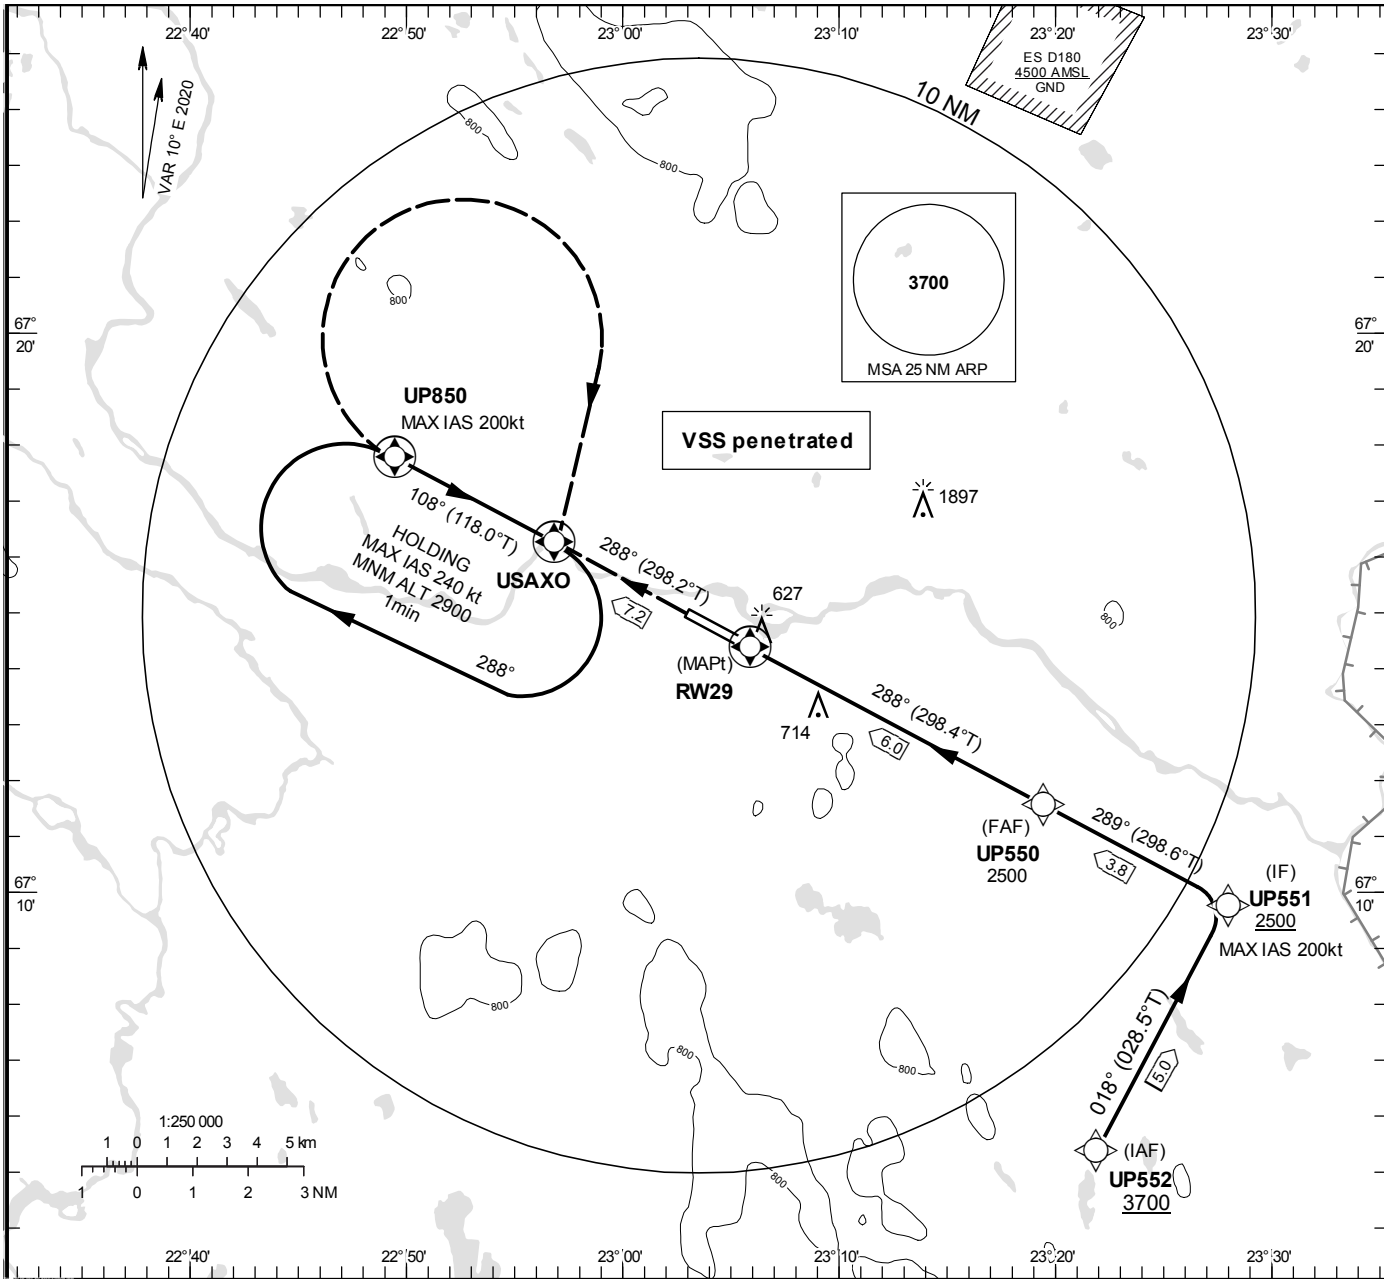 22°40'
22°50'
23°00'
23°10'
23°20'
23°30'
VAR 10° E 2020
ES D180
4500 AMSL
GND
10 NM
800
800
3700
MSA 25 NM ARP
67°
20'
67°
20'
800
UP850
MAX IAS 200kt
VSS penetrated
1897
108° (118.0°T)
HOLDING
MAX IAS 240 kt
MNM ALT 2900
1min
USAXO
288° (298.2°T)
7.2
627
800
288°
(MAPt)
RW29
714
288° (298.4°T)
6.0
(FAF)
UP550
2500
289° (298.6°T)
3.8
67°
10'
67°
10'
(IF)
UP551
2500
MAX IAS 200kt
800
800
800
018° (028.5°T)
5.0
1:250 000
1 0 1 2 3 4 5 km
1 0 1 2 3 NM
800
(IAF)
UP552
3700
22°40'
22°50'
23°00'
23°10'
23°20'
23°30'